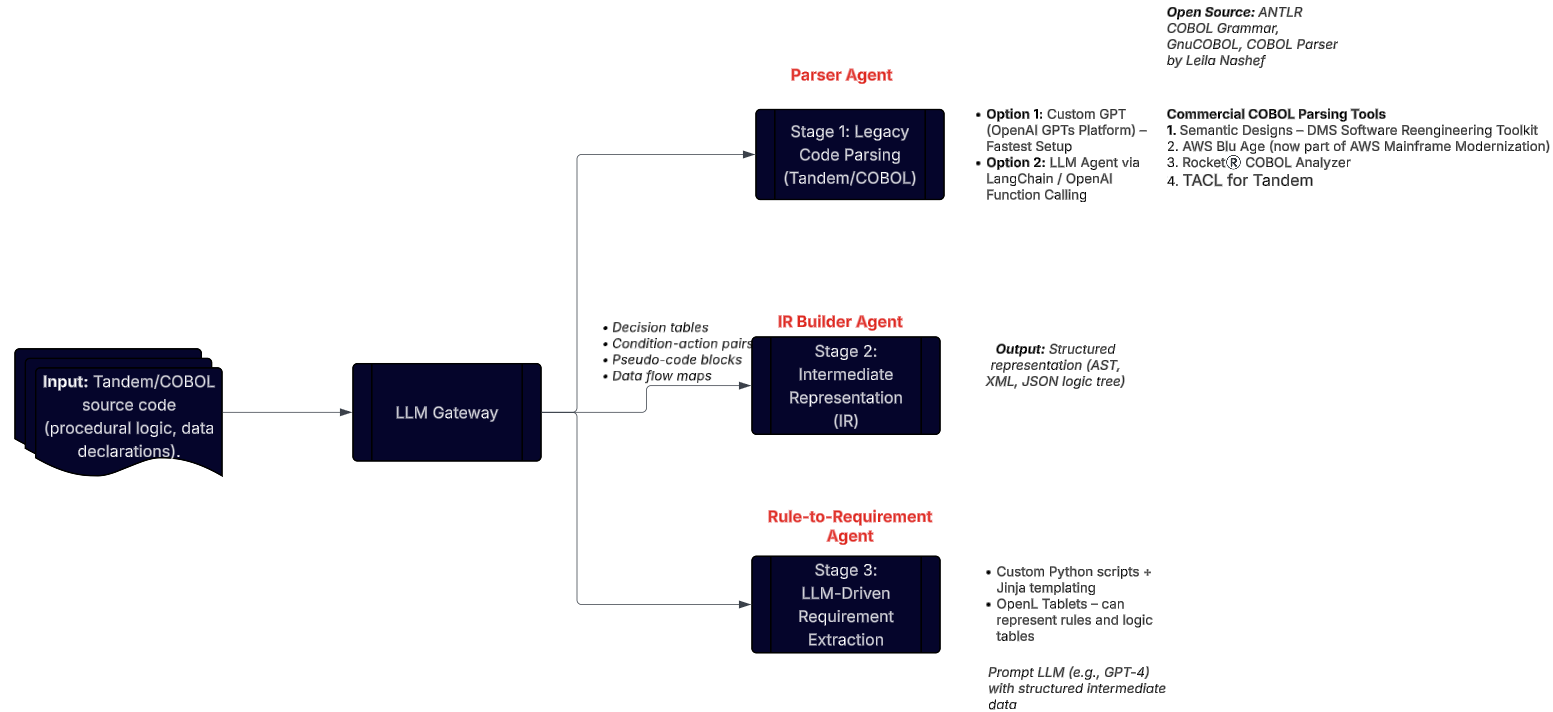 Open Source: ANTLR
COBOL Grammar,
GnuCOBOL, COBOL Parser
by Leila Nashef
Parser Agent
Stage 1: Legacy
Code Parsing
(Tandem/COBOL)
• Option 1: Custom GPT
(OpenAI GPTs Platform) –
Fastest Setup
• Option 2: LLM Agent via
LangChain / OpenAI
Function Calling
Commercial COBOL Parsing Tools
1. Semantic Designs – DMS Software Reengineering Toolkit
2. AWS Blu Age (now part of AWS Mainframe Modernization)
3. Rocket® COBOL Analyzer
4. TACL for Tandem
Input: Tandem/COBOL
source code
(procedural logic, data
declarations).
LLM Gateway
• Decision tables
• Condition-action pairs
• Pseudo-code blocks
• Data flow maps
IR Builder Agent
Stage 2:
Intermediate
Representation
(IR)
Output: Structured
representation (AST,
XML, JSON logic tree)
Rule-to-Requirement
Agent
Stage 3:
LLM-Driven
Requirement
Extraction
• Custom Python scripts +
Jinja templating
• OpenL Tablets – can
represent rules and logic
tables
Prompt LLM (e.g., GPT-4)
with structured intermediate
data